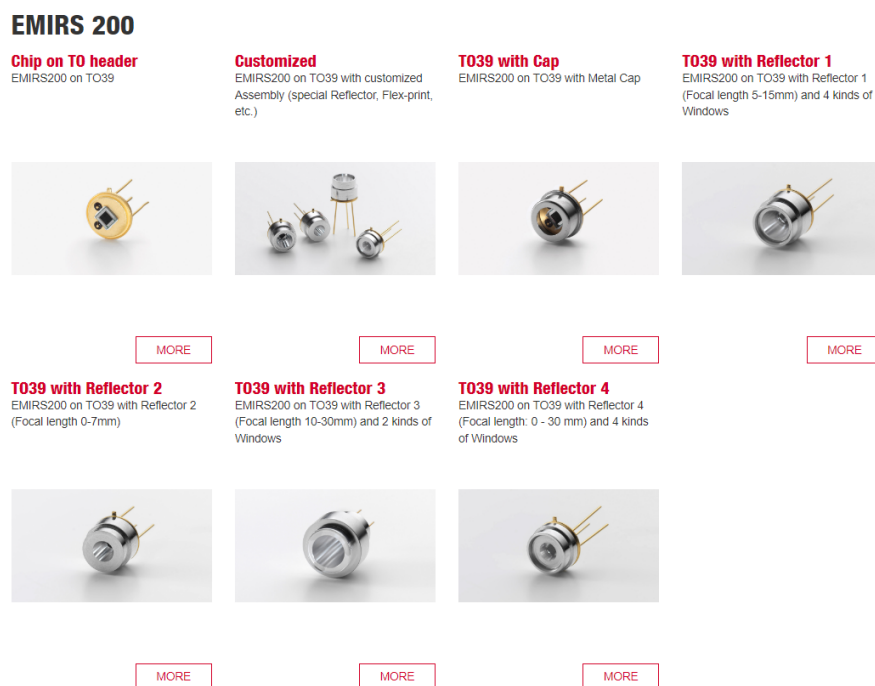 EMIRS 200
Chip on TO header
EMIRS200 on TO39
Customized
EMIRS200 on TO39 with customized
Assembly (special Reflector, Flex-print,
etc.)
TO39 with Cap
EMIRS200 on TO39 with Metal Cap
TO39 with Reflector 1
EMIRS200 on TO39 with Reflector 1
(Focal length 5-15mm) and 4 kinds of
Windows
MORE
MORE
MORE
MORE
TO39 with Reflector 2
EMIRS200 on TO39 with Reflector 2
(Focal length 0-7mm)
TO39 with Reflector 3
EMIRS200 on TO39 with Reflector 3
(Focal length 10-30mm) and 2 kinds of
Windows
TO39 with Reflector 4
EMIRS200 on TO39 with Reflector 4
(Focal length: 0 - 30 mm) and 4 kinds
of Windows
MORE
MORE
MORE